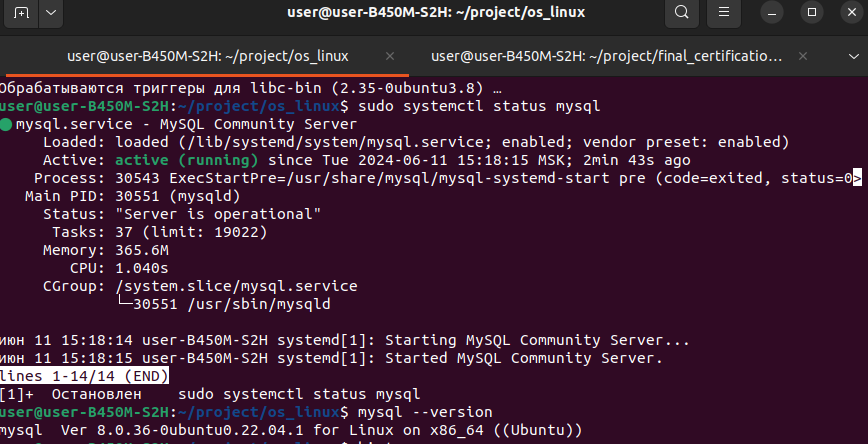 user@user-B450M-S2H: ~/project/os_linux
user@user-B450M-S2H: ~/project/os_linux
user@user-B450M-S2H: ~/project/final_certificatio…
Обрабатываются триггеры для libc-bin (2.35-0ubuntu3.8) …
user@user-B450M-S2H:~/project/os_linux$ sudo systemctl status mysql
mysql.service - MySQL Community Server
Loaded: loaded (/lib/systemd/system/mysql.service; enabled; vendor preset: enabled)
Active: active (running) since Tue 2024-06-11 15:18:15 MSK; 2min 43s ago
Process: 30543 ExecStartPre=/usr/share/mysql/mysql-systemd-start pre (code=exited, status=0>
Main PID: 30551 (mysqld)
Status: "Server is operational"
Tasks: 37 (limit: 19022)
Memory: 365.6M
CPU: 1.040s
CGroup: /system.slice/mysql.service
└─30551 /usr/sbin/mysqld
июн 11 15:18:14 user-B450M-S2H systemd[1]: Starting MySQL Community Server...
июн 11 15:18:15 user-B450M-S2H systemd[1]: Started MySQL Community Server.
lines 1-14/14 (END)
[1]+ Остановлен sudo systemctl status mysql
user@user-B450M-S2H:~/project/os_linux$ mysql --version
mysql Ver 8.0.36-0ubuntu0.22.04.1 for Linux on x86_64 ((Ubuntu))